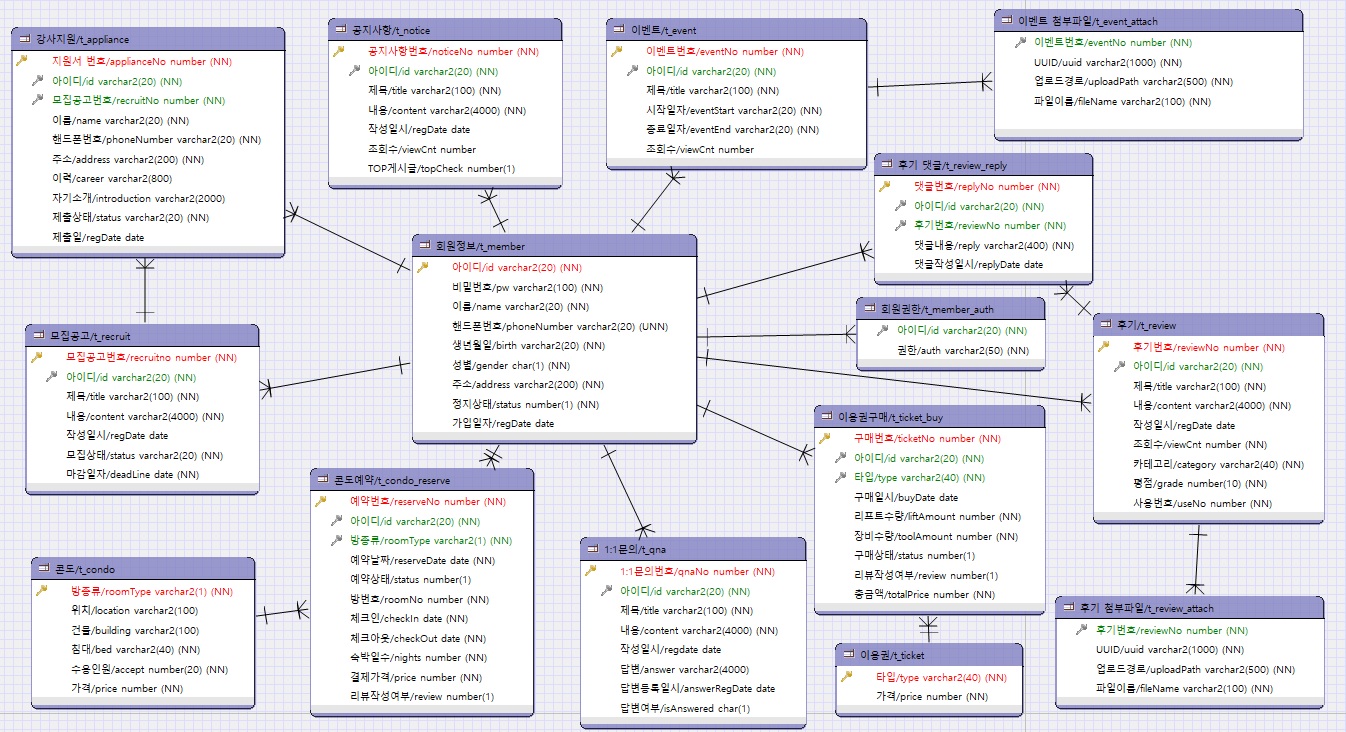 강사지원/t_appliance
지원서 번호/applianceNo number (NN)
아이디/id varchar2(20) (NN)
모집공고번호/recruitNo number (NN)
이름/name varchar2(20) (NN)
핸드폰번호/phoneNumber varchar2(20) (NN)
주소/address varchar2(200) (NN)
이력/career varchar2(800)
자기소개/introduction varchar2(2000)
제출상태/status varchar2(20) (NN)
제출일/regDate date
공지사항/t_notice
공지사항번호/noticeNo number (NN)
아이디/id varchar2(20) (NN)
제목/title varchar2(100) (NN)
내용/content varchar2(4000) (NN)
작성일시/regDate date
조회수/viewCnt number
TOP게시글/topCheck number(1)
이벤트/t_event
이벤트번호/eventNo number (NN)
아이디/id varchar2(20) (NN)
제목/title varchar2(100) (NN)
시작일자/eventStart varchar2(20) (NN)
종료일자/eventEnd varchar2(20) (NN)
조회수/viewCnt number
이벤트 첨부파일/t_event_attach
이벤트번호/eventNo number (NN)
UUID/uuid varchar2(1000) (NN)
업로드경로/uploadPath varchar2(500) (NN)
파일이름/fileName varchar2(100) (NN)
후기 댓글/t_review_reply
댓글번호/replyNo number (NN)
아이디/id varchar2(20) (NN)
후기번호/reviewNo number (NN)
댓글내용/reply varchar2(400) (NN)
댓글작성일시/replyDate date
회원정보/t_member
아이디/id varchar2(20) (NN)
비밀번호/pw varchar2(100) (NN)
이름/name varchar2(20) (NN)
핸드폰번호/phoneNumber varchar2(20) (UNN)
생년월일/birth varchar2(20) (NN)
성별/gender char(1) (NN)
주소/address varchar2(200) (NN)
정지상태/status number(1) (NN)
가입일자/regDate date
회원권한/t_member_auth
아이디/id varchar2(20) (NN)
권한/auth varchar2(50) (NN)
모집공고/t_recruit
모집공고번호/recruitno number (NN)
아이디/id varchar2(20) (NN)
제목/title varchar2(100) (NN)
내용/content varchar2(4000) (NN)
작성일시/regDate date
모집상태/status varchar2(20) (NN)
마감일자/deadLine date (NN)
후기/t_review
후기번호/reviewNo number (NN)
아이디/id varchar2(20) (NN)
제목/title varchar2(100) (NN)
내용/content varchar2(4000) (NN)
작성일시/regDate date
조회수/viewCnt number (NN)
카테고리/category varchar2(40) (NN)
평점/grade number(10) (NN)
사용번호/useNo number (NN)
이용권구매/t_ticket_buy
구매번호/ticketNo number (NN)
아이디/id varchar2(20) (NN)
타입/type varchar2(40) (NN)
구매일시/buyDate date
리프트수량/liftAmount number (NN)
장비수량/toolAmount number (NN)
구매상태/status number(1)
리뷰작성여부/review number(1)
총금액/totalPrice number (NN)
콘도예약/t_condo_reserve
예약번호/reserveNo number (NN)
아이디/id varchar2(20) (NN)
방종류/roomType varchar2(1) (NN)
예약날짜/reserveDate date (NN)
예약상태/status number(1)
방번호/roomNo number (NN)
체크인/checkIn date (NN)
체크아웃/checkOut date (NN)
숙박일수/nights number (NN)
결제가격/price number (NN)
리뷰작성여부/review number(1)
1:1문의/t_qna
1:1문의번호/qnaNo number (NN)
아이디/id varchar2(20) (NN)
제목/title varchar2(100) (NN)
내용/content varchar2(4000) (NN)
작성일시/regdate date
답변/answer varchar2(4000)
답변등록일시/answerRegDate date
답변여부/isAnswered char(1)
콘도/t_condo
방종류/roomType varchar2(1) (NN)
위치/location varchar2(100)
건물/building varchar2(100)
침대/bed varchar2(40) (NN)
수용인원/accept number(20) (NN)
가격/price number (NN)
이용권/t_ticket
타입/type varchar2(40) (NN)
가격/price number (NN)
후기 첨부파일/t_review_attach
후기번호/reviewNo number (NN)
UUID/uuid varchar2(1000) (NN)
업로드경로/uploadPath varchar2(500) (NN)
파일이름/fileName varchar2(100) (NN)